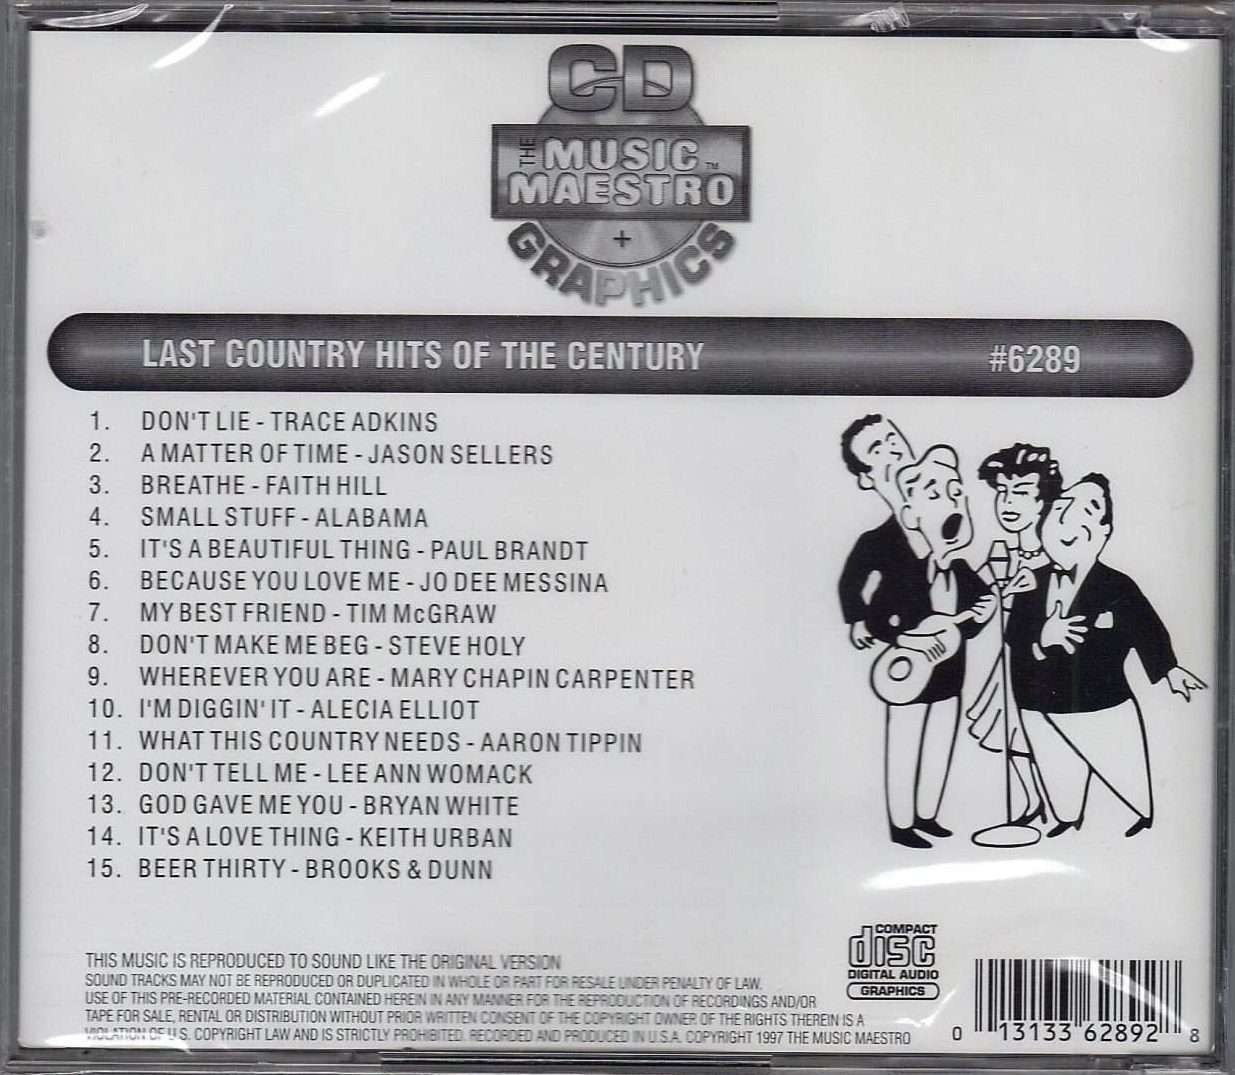 CD
THE MUSIC™
MAESTRO
+
GRAPHICS
LAST COUNTRY HITS OF THE CENTURY #6289
1. DON'T LIE - TRACE ADKINS
2. A MATTER OF TIME - JASON SELLERS
3. BREATHE - FAITH HILL
4. SMALL STUFF - ALABAMA
5. IT'S A BEAUTIFUL THING - PAUL BRANDT
6. BECAUSE YOU LOVE ME - JO DEE MESSINA
7. MY BEST FRIEND - TIM McGRAW
8. DON'T MAKE ME BEG - STEVE HOLY
9. WHEREVER YOU ARE - MARY CHAPIN CARPENTER
10. I'M DIGGIN' IT - ALECIA ELLIOT
11. WHAT THIS COUNTRY NEEDS - AARON TIPPIN
12. DON'T TELL ME - LEE ANN WOMACK
13. GOD GAVE ME YOU - BRYAN WHITE
14. IT'S A LOVE THING - KEITH URBAN
15. BEER THIRTY - BROOKS & DUNN
THIS MUSIC IS REPRODUCED TO SOUND LIKE THE ORIGINAL VERSION
SOUND TRACKS MAY NOT BE REPRODUCED OR DUPLICATED IN WHOLE OR PART FOR RESALE UNDER PENALTY OF LAW.
USE OF THIS PRE-RECORDED MATERIAL CONTAINED HEREIN IN ANY MANNER FOR THE REPRODUCTION OF RECORDINGS AND/OR
TAPE FOR SALE, RENTAL OR DISTRIBUTION WITHOUT PRIOR WRITTEN CONSENT OF THE COPYRIGHT OWNER OF THE RIGHTS THEREIN IS A
VIOLATION OF U.S. COPYRIGHT LAW AND IS STRICTLY PROHIBITED. RECORDED AND PRODUCED IN U.S.A. COPYRIGHT 1997 THE MUSIC MAESTRO
COMPACT
disc
DIGITAL AUDIO
GRAPHICS
0 13133 62892 8